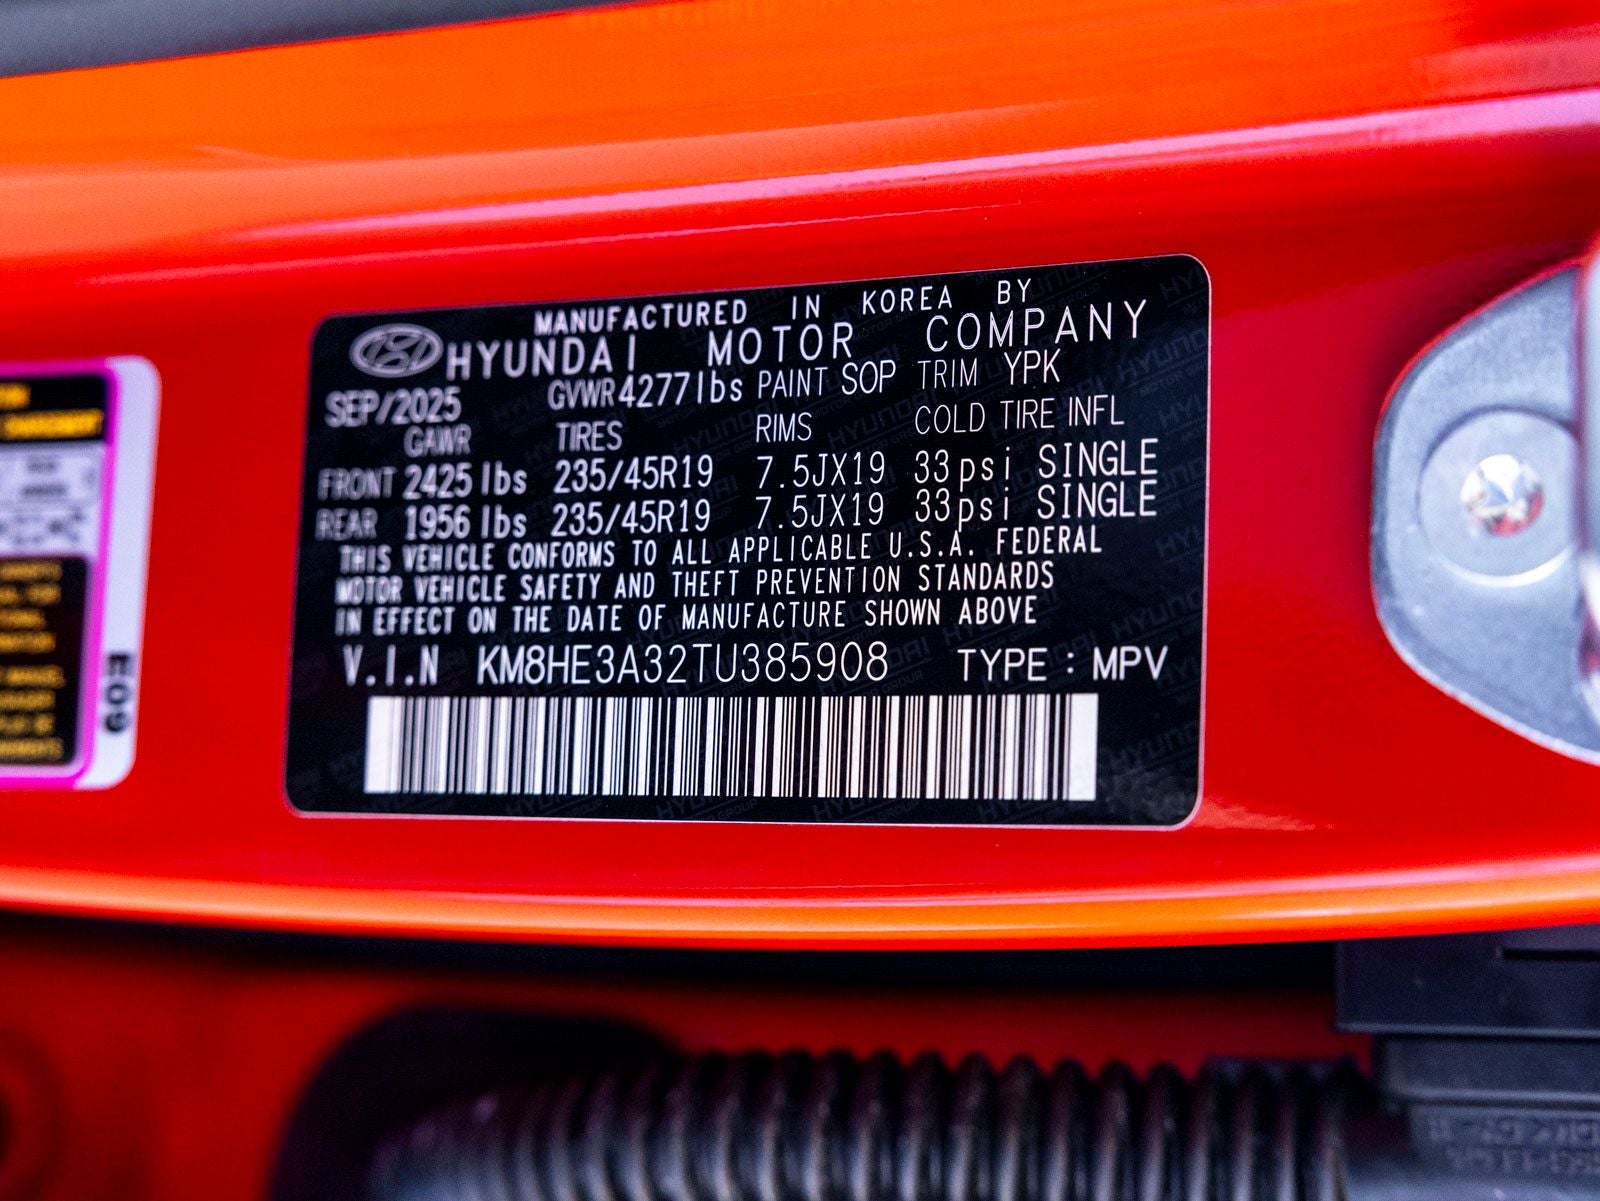 MANUFACTURED IN KOREA BY
HYUNDAI MOTOR COMPANY
SEP/2025 GVWR 4277lbs PAINT SOP TRIM YPK
GAWR TIRES RIMS COLD TIRE INFL
FRONT 2425 lbs 235/45R19 7.5JX19 33psi SINGLE
REAR 1956 lbs 235/45R19 7.5JX19 33psi SINGLE
THIS VEHICLE CONFORMS TO ALL APPLICABLE U.S.A. FEDERAL
MOTOR VEHICLE SAFETY AND THEFT PREVENTION STANDARDS
IN EFFECT ON THE DATE OF MANUFACTURE SHOWN ABOVE
V.I.N KM8HE3A32TU385908 TYPE : MPV
E09